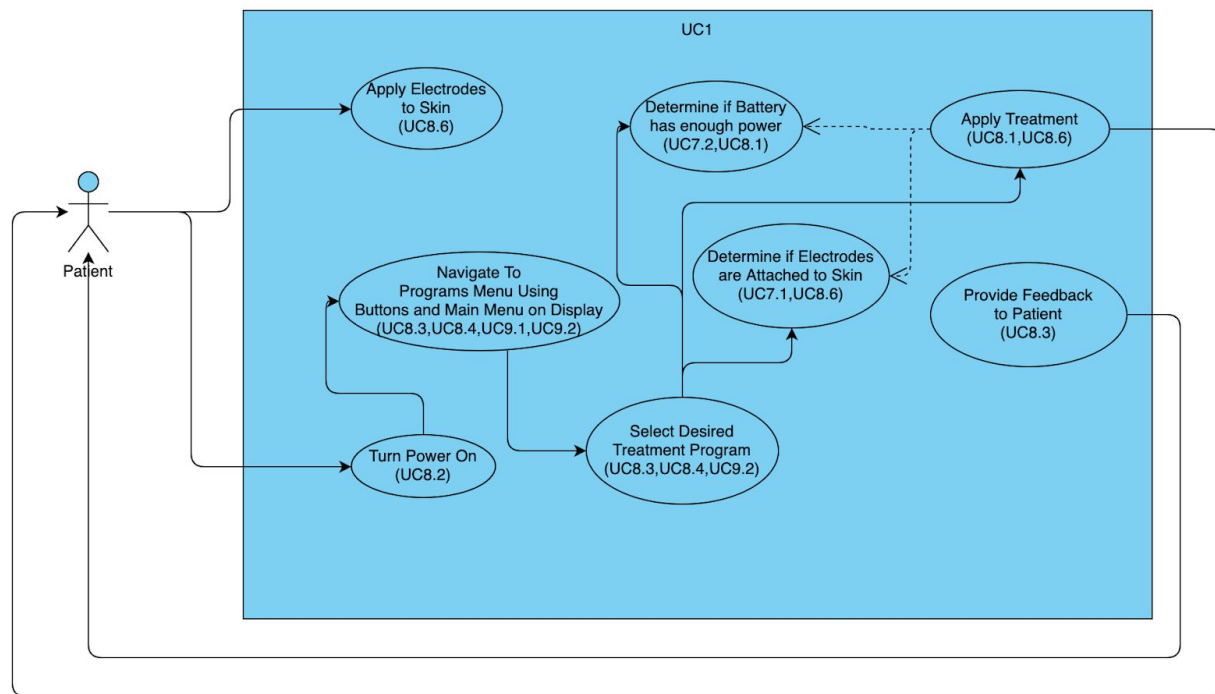 UC1
Apply Electrodes
to Skin
(UC8.6)
Determine if Battery
has enough power
(UC7.2,UC8.1)
Apply Treatment
(UC8.1,UC8.6)
Patient
Navigate To
Programs Menu Using
Buttons and Main Menu on Display
(UC8.3,UC8.4,UC9.1,UC9.2)
Determine if Electrodes
are Attached to Skin
(UC7.1,UC8.6)
Provide Feedback
to Patient
(UC8.3)
Turn Power On
(UC8.2)
Select Desired
Treatment Program
(UC8.3,UC8.4,UC9.2)